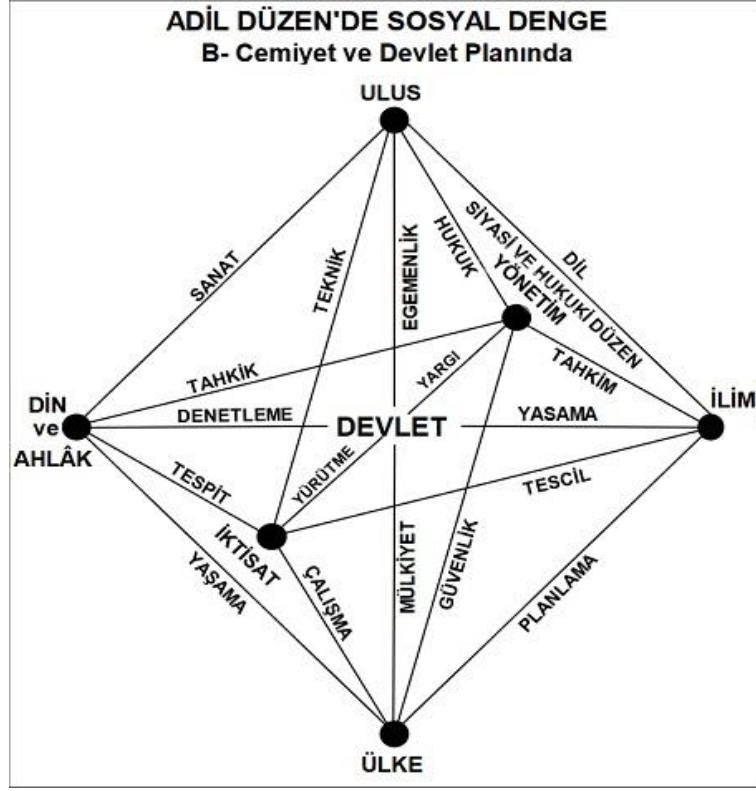 ADİL DÜZEN'DE SOSYAL DENGE
B- Cemiyet ve Devlet Planında
ULUS
SANAT
TEKNİK
EGEMENLİK
HUKUK
DİL
SİYASİ VE HUKUKİ DÜZEN
YÖNETİM
TAHKİK
YARGI
TAHKİM
DİN
ve
AHLÂK
DENETLEME
DEVLET
YASAMA
İLİM
TESPİT
YÜRÜTME
TESCİL
İKTİSAT
YAŞAMA
ÇALIŞMA
MÜLKİYET
GÜVENLİK
PLANLAMA
ÜLKE